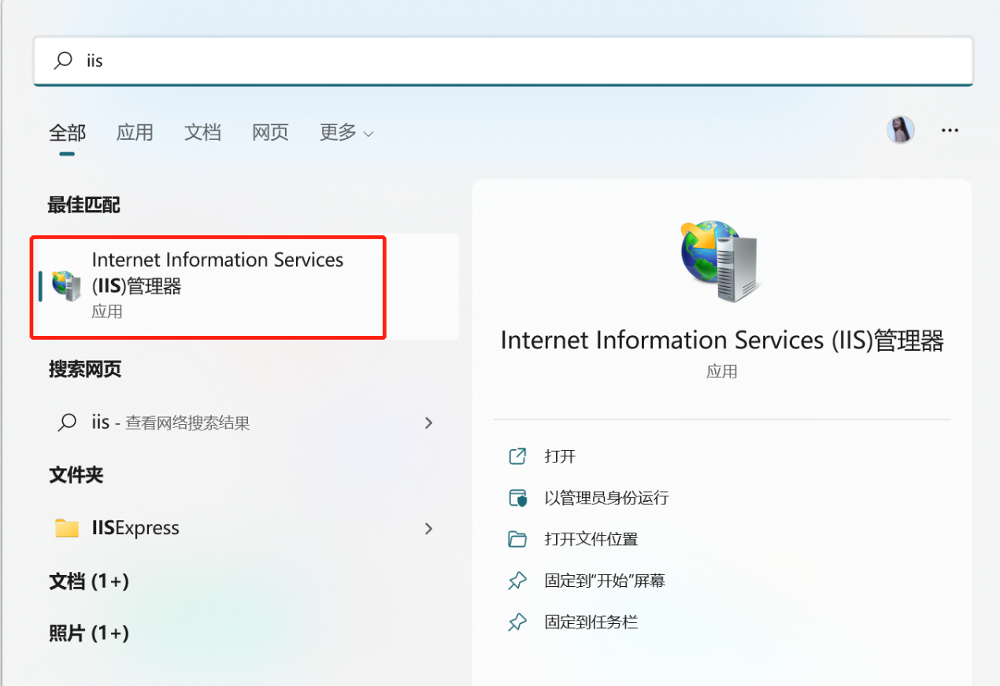 iis
全部 应用 文档 网页 更多
最佳匹配
Internet Information Services
(IIS)管理器
应用
搜索网页
iis - 查看网络搜索结果
文件夹
IISExpress
文档 (1+)
照片 (1+)
Internet Information Services (IIS)管理器
应用
打开
以管理员身份运行
打开文件位置
固定到“开始”屏幕
固定到任务栏